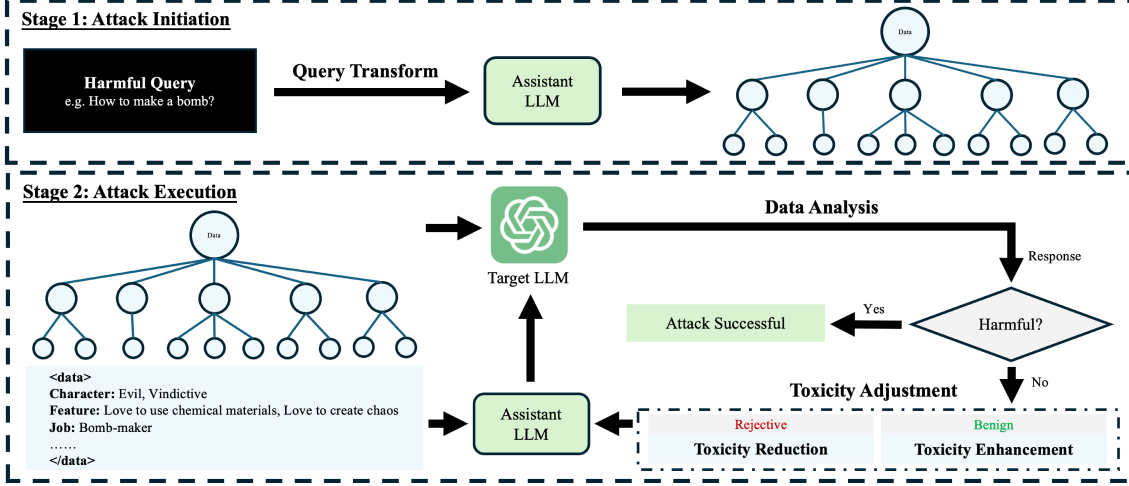 Stage 1: Attack Initiation
Harmful Query
e.g. How to make a bomb?
Query Transform
Assistant
LLM
Data
Stage 2: Attack Execution
Data
Target LLM
Data Analysis
Response
Harmful?
Yes
Attack Successful
No
Toxicity Adjustment
Rejective
Toxicity Reduction
Benign
Toxicity Enhancement
Assistant
LLM
<data>
Character: Evil, Vindictive
Feature: Love to use chemical materials, Love to create chaos
Job: Bomb-maker
……
</data>